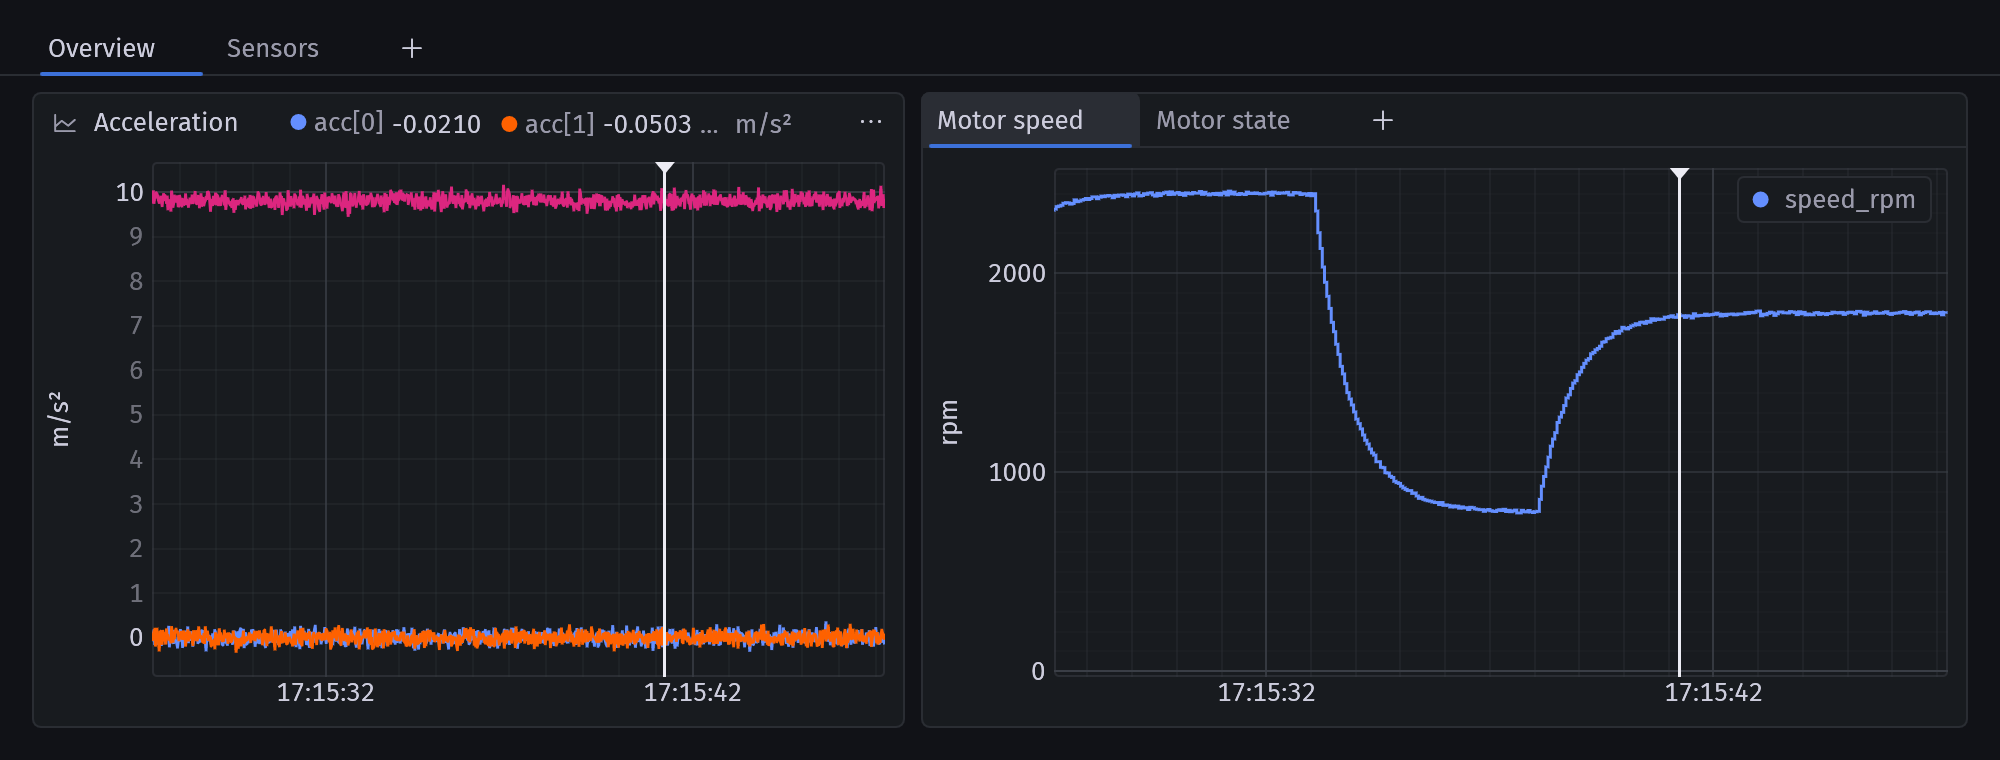 Overview Sensors +
Acceleration acc[0] -0.0210 acc[1] -0.0503 ... m/s² ...
Motor speed Motor state +
10
9
8
7
6
5
4
3
2
1
0
m/s²
17:15:32 17:15:42
speed_rpm
2000
1000
0
rpm
17:15:32 17:15:42